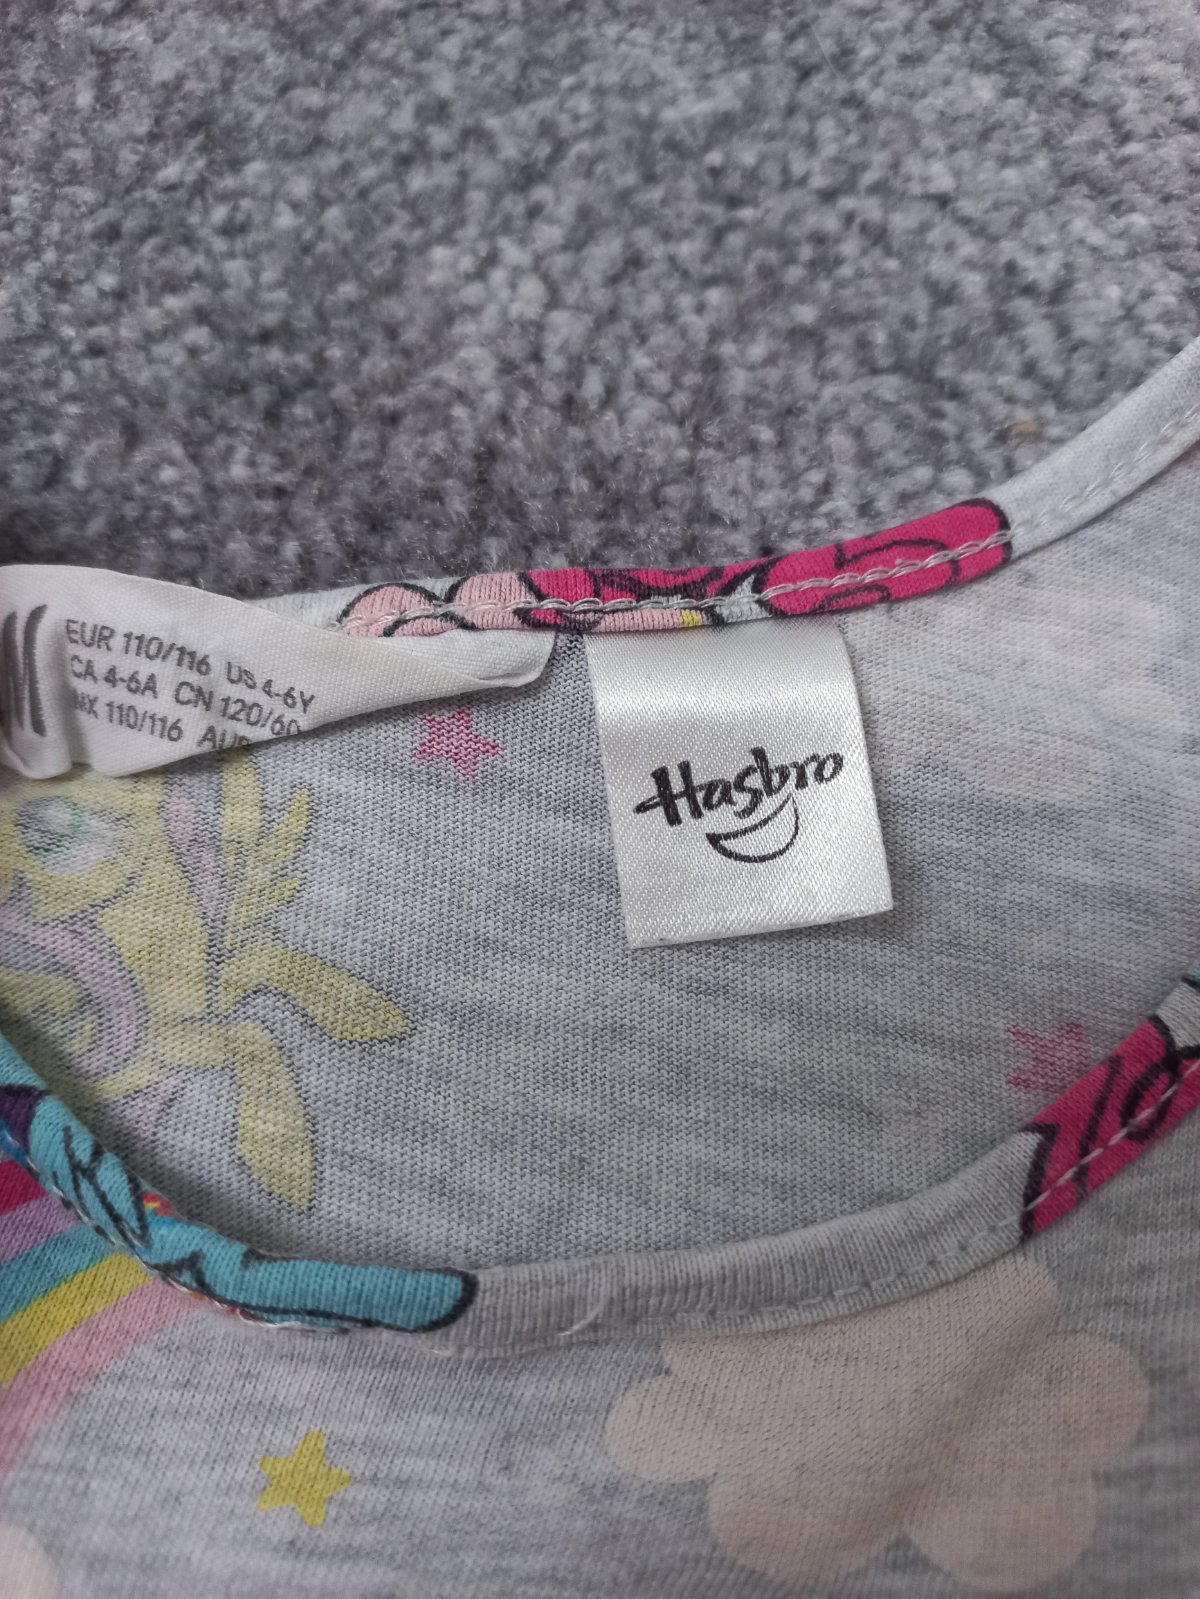 M
EUR 110/116 US 4-6Y
CA 4-6A CN 120/60
MX 110/116
Hasbro